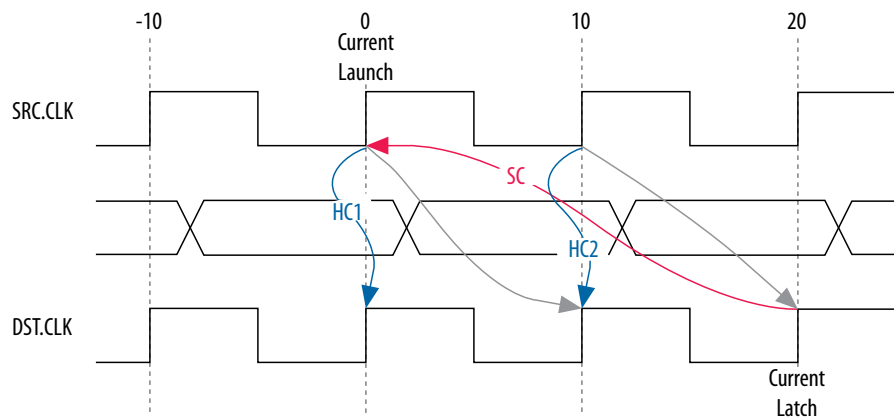 -10
0
10
20
Current
Launch
SRC.CLK
SC
HC1
HC2
DST.CLK
Current
Latch